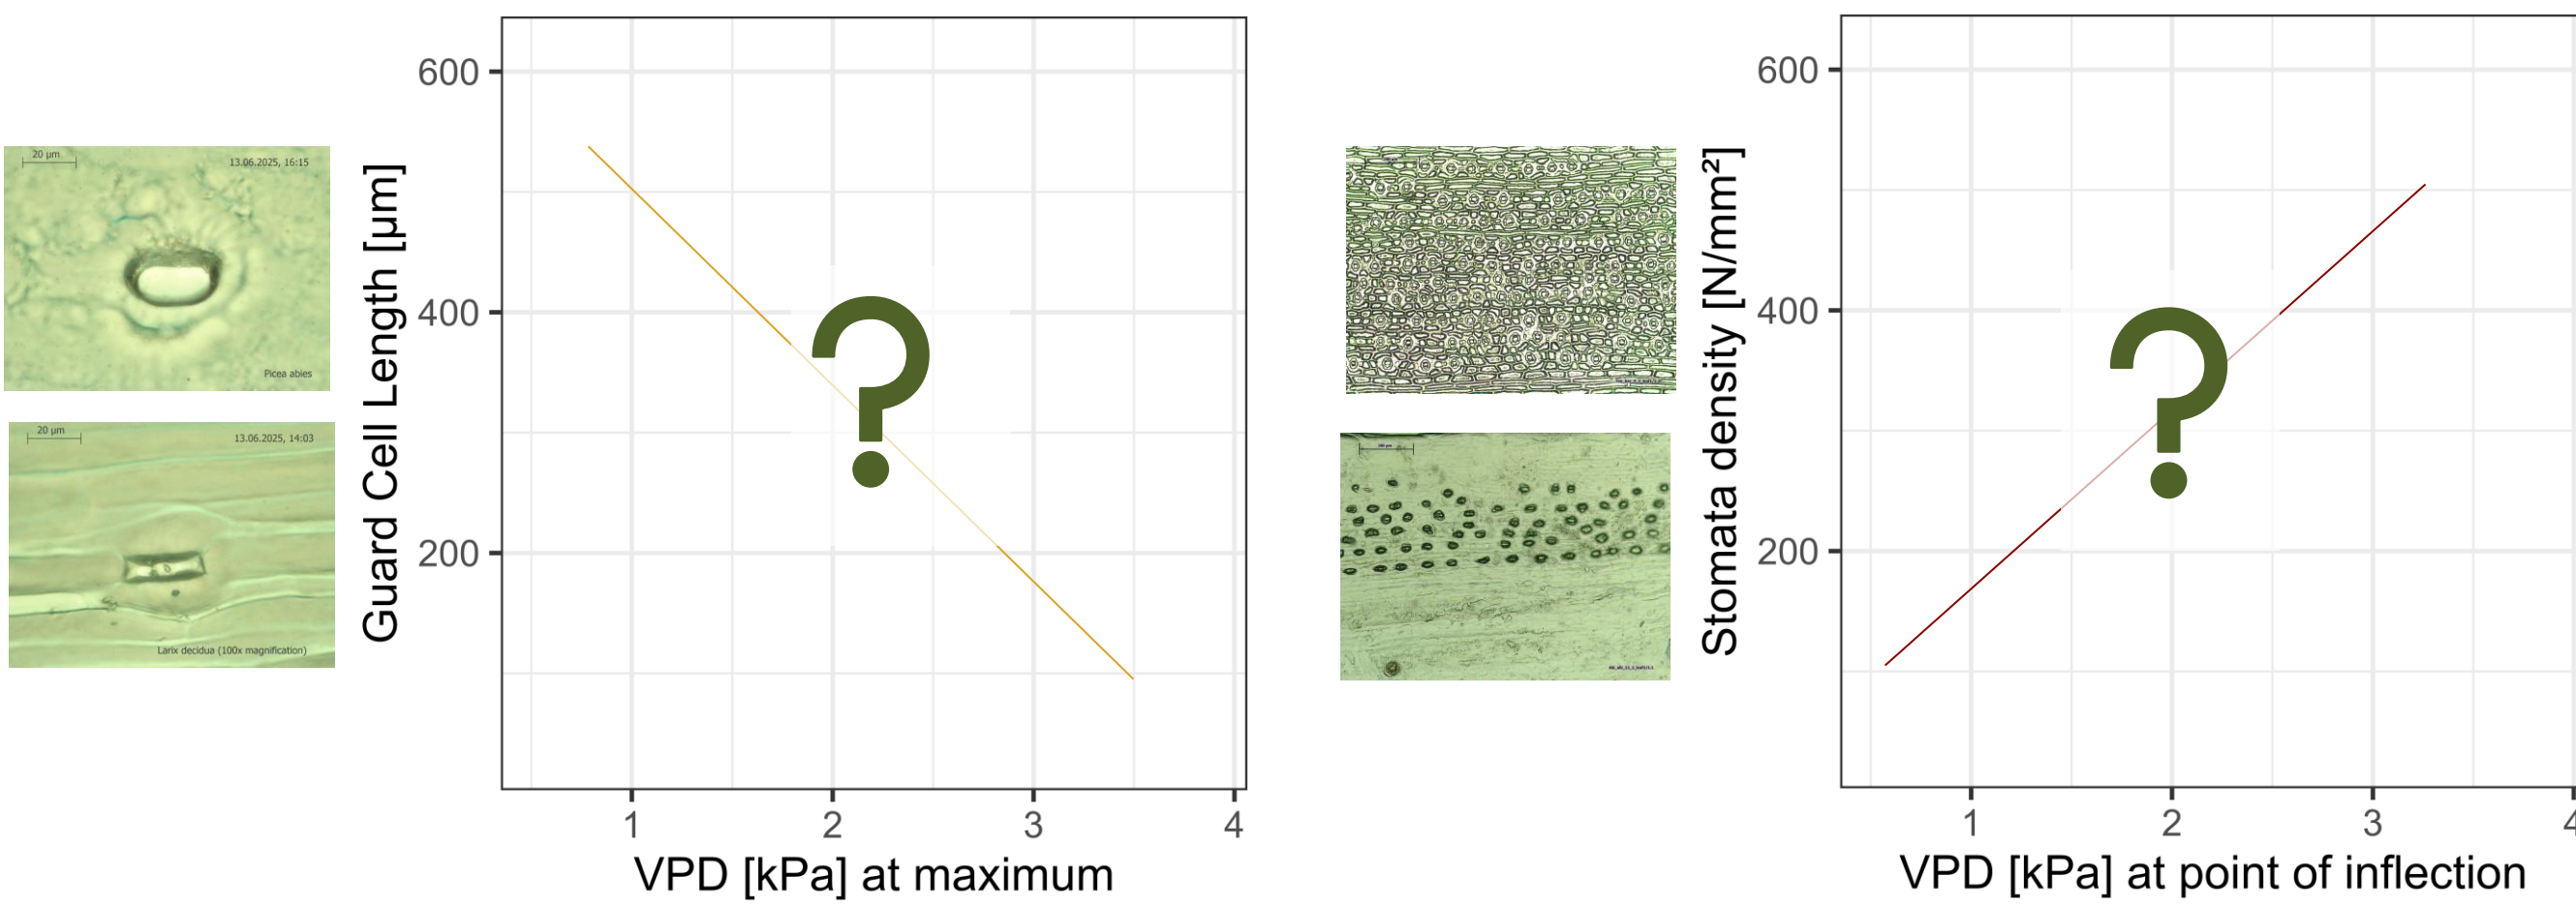 20 µm
13.06.2025, 16:15
Picea abies
20 µm
13.06.2025, 14:03
Larix decidua (100x magnification)
Guard Cell Length [µm]
600
400
200
?
1 2 3 4
VPD [kPa] at maximum
Stomata density [N/mm²]
600
400
200
?
1 2 3 4
VPD [kPa] at point of inflection